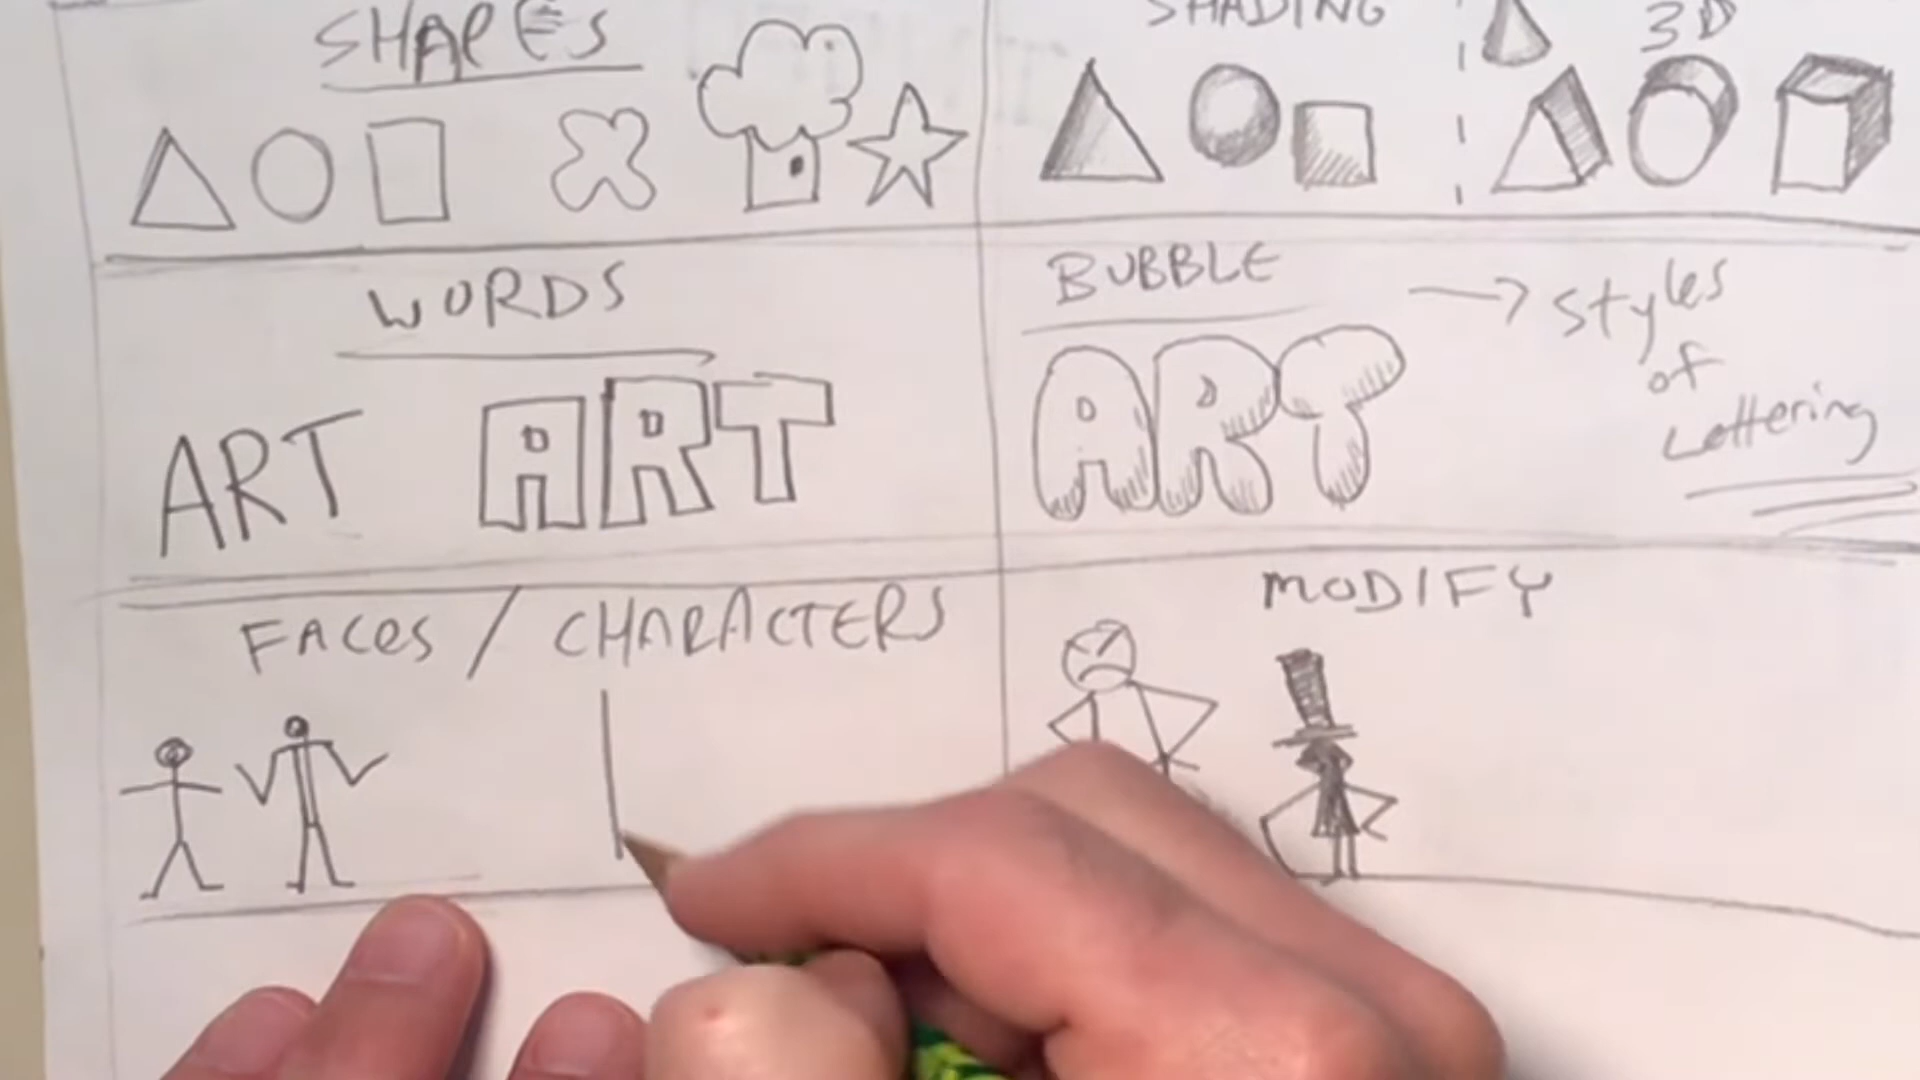 SHAPES
SHADING
3D
WORDS
ART ART
BUBBLE → styles
of
Lettering
ART
FACES / CHARACTERS
MODIFY